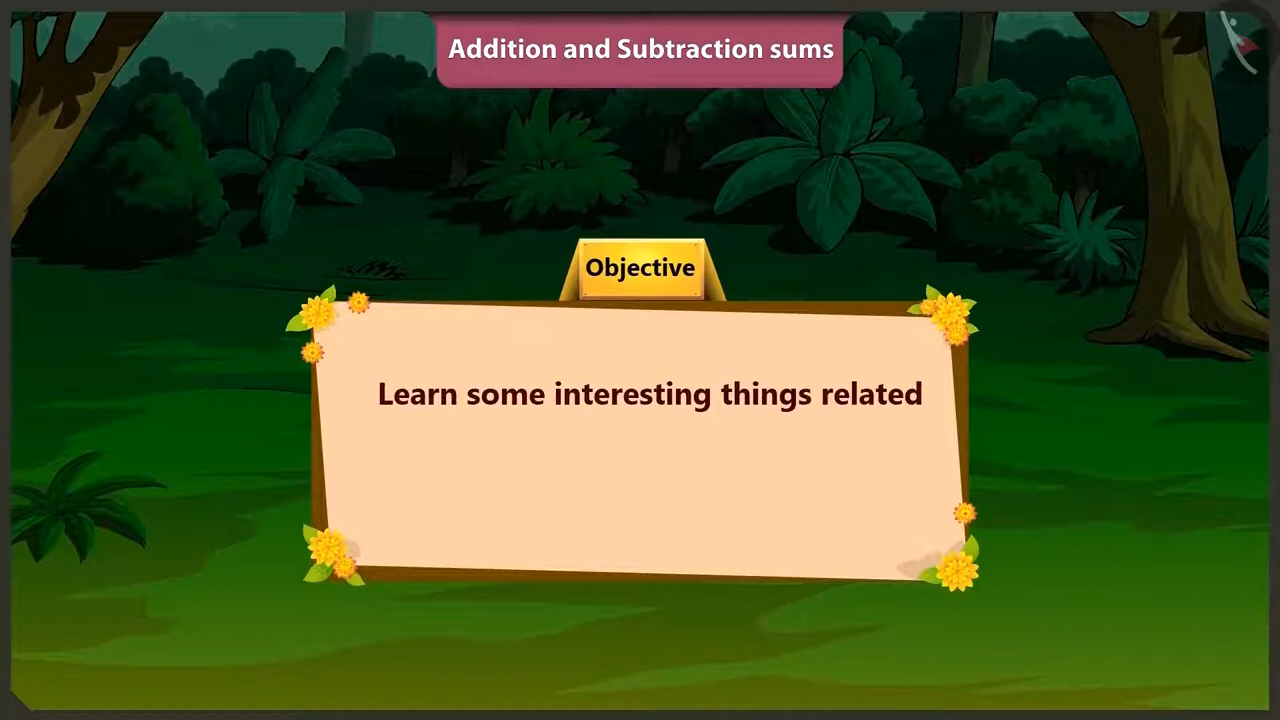 Addition and Subtraction sums
Objective
Learn some interesting things related